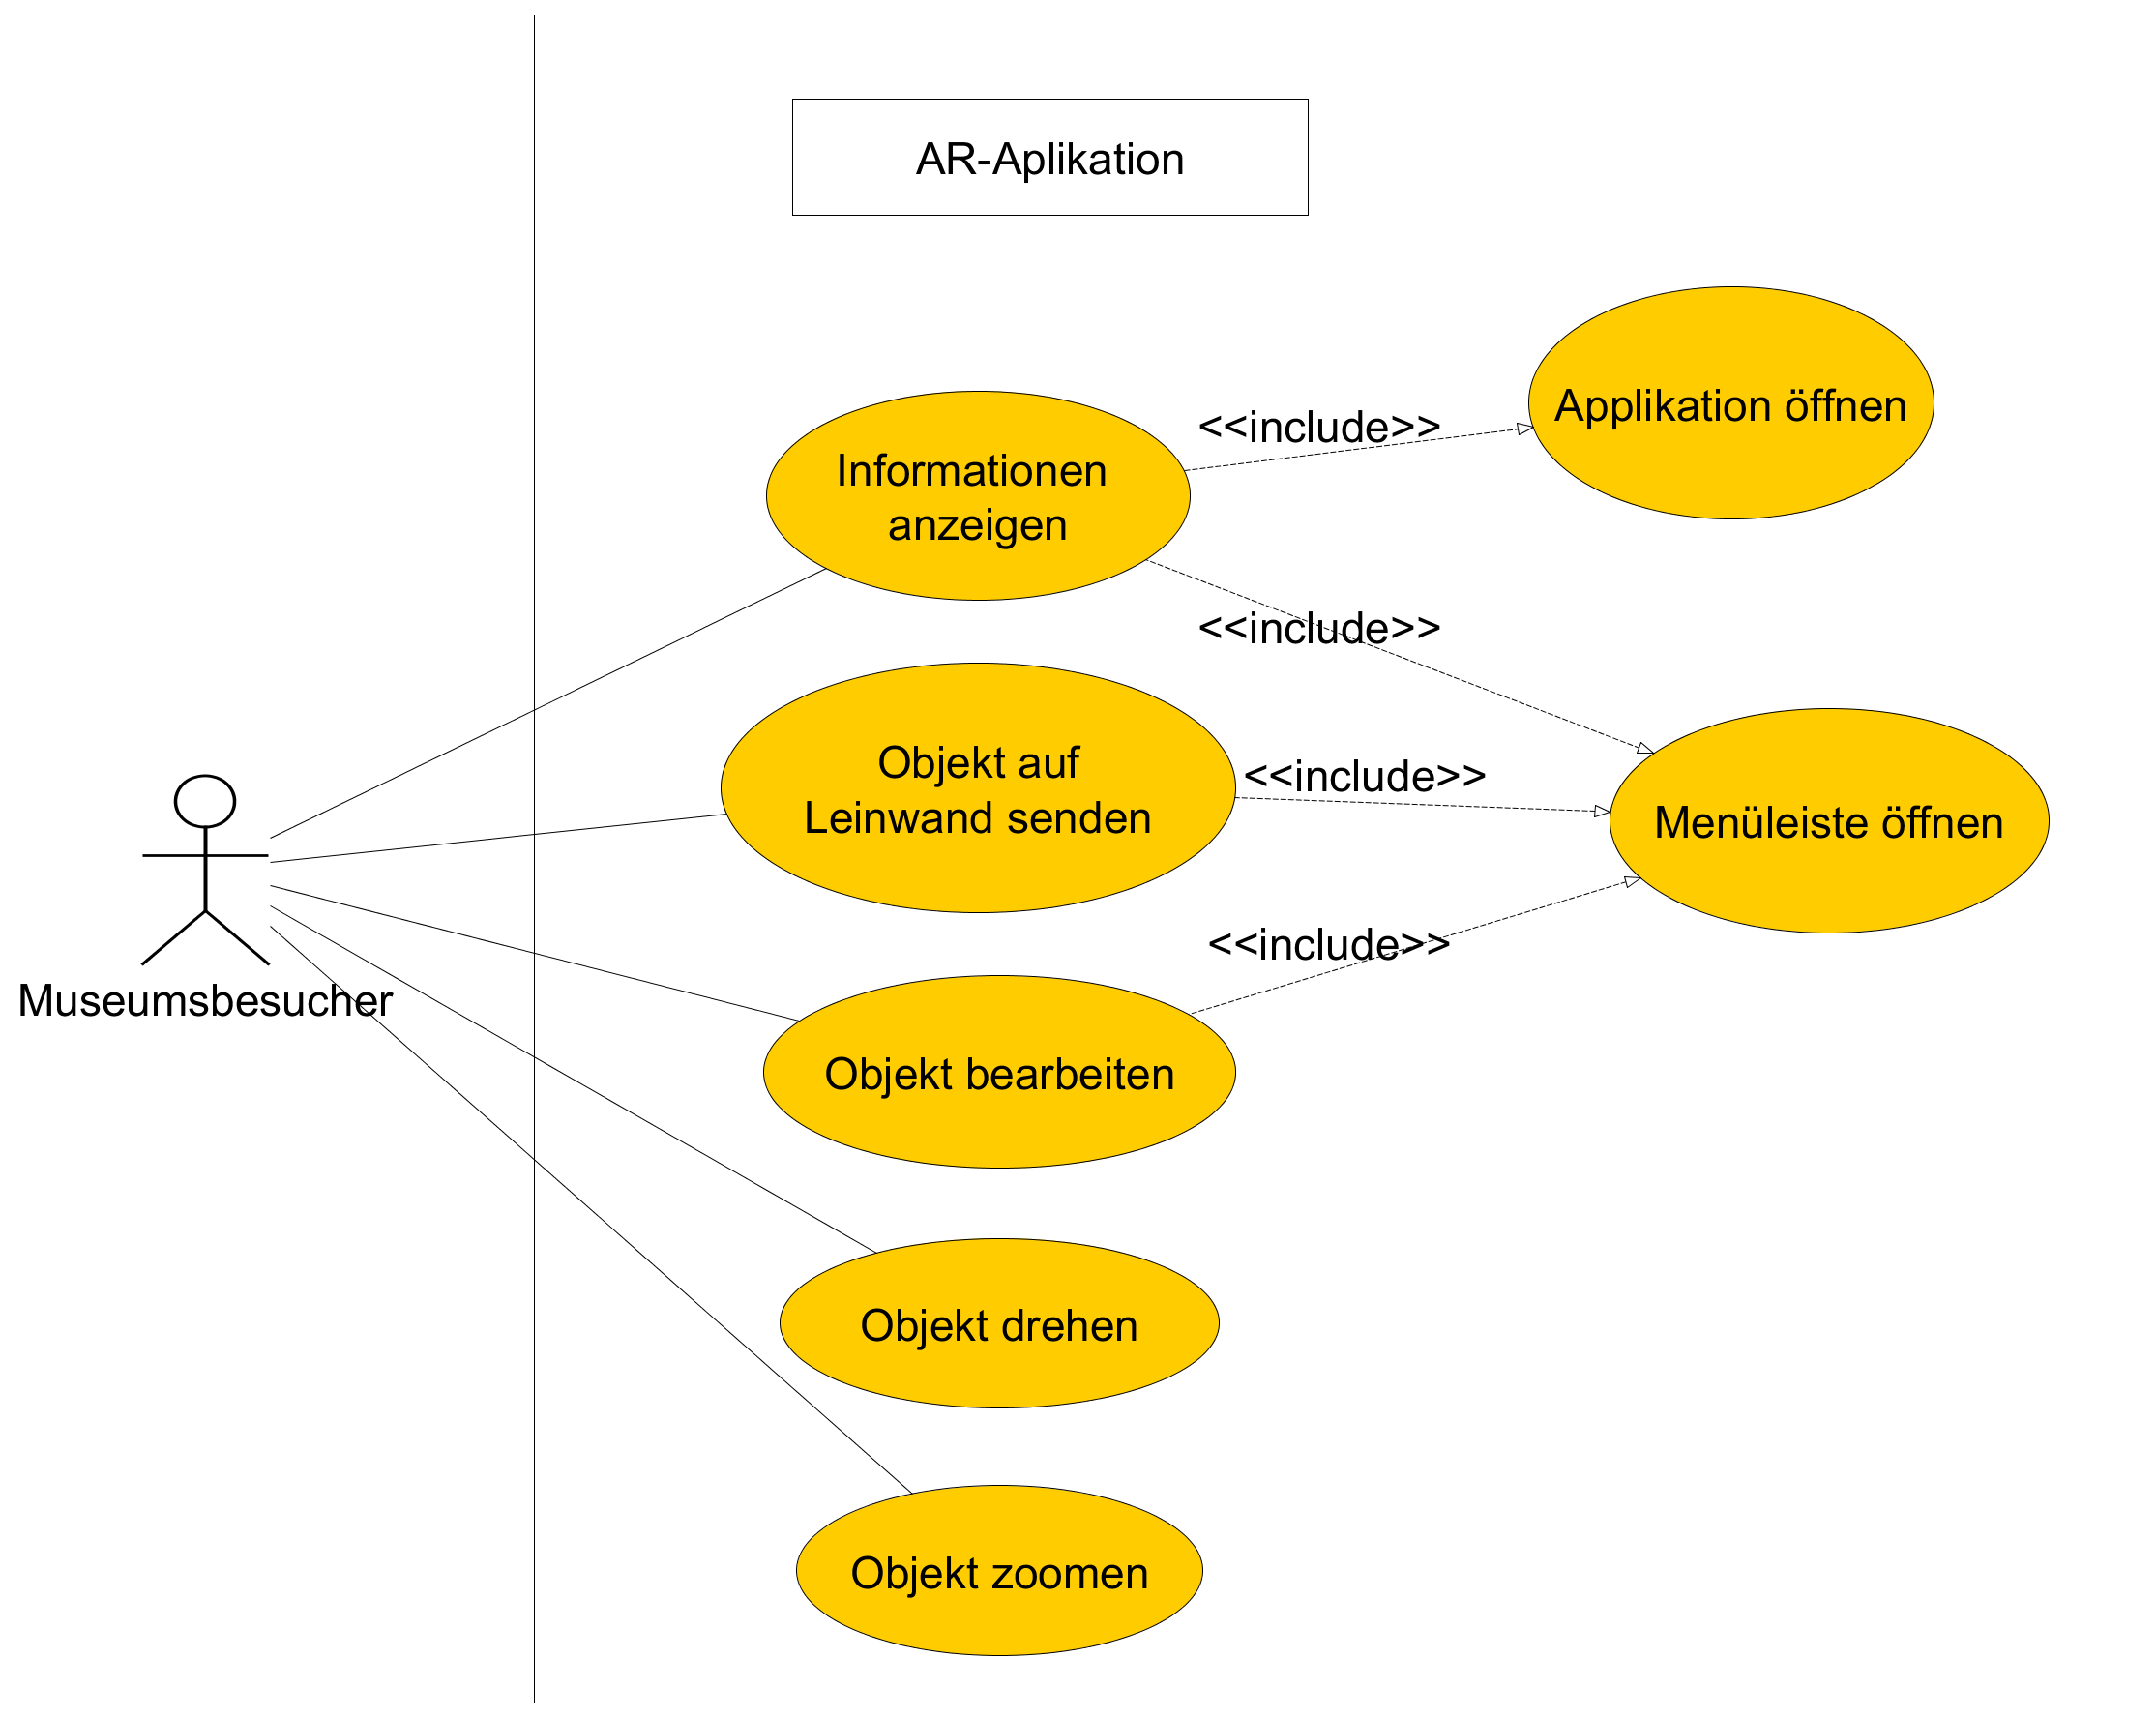 AR-Aplikation
Applikation öffnen
<<include>>
Informationen
anzeigen
<<include>>
Objekt auf
Leinwand senden
<<include>>
Menüleiste öffnen
<<include>>
Museumsbesucher
Objekt bearbeiten
Objekt drehen
Objekt zoomen